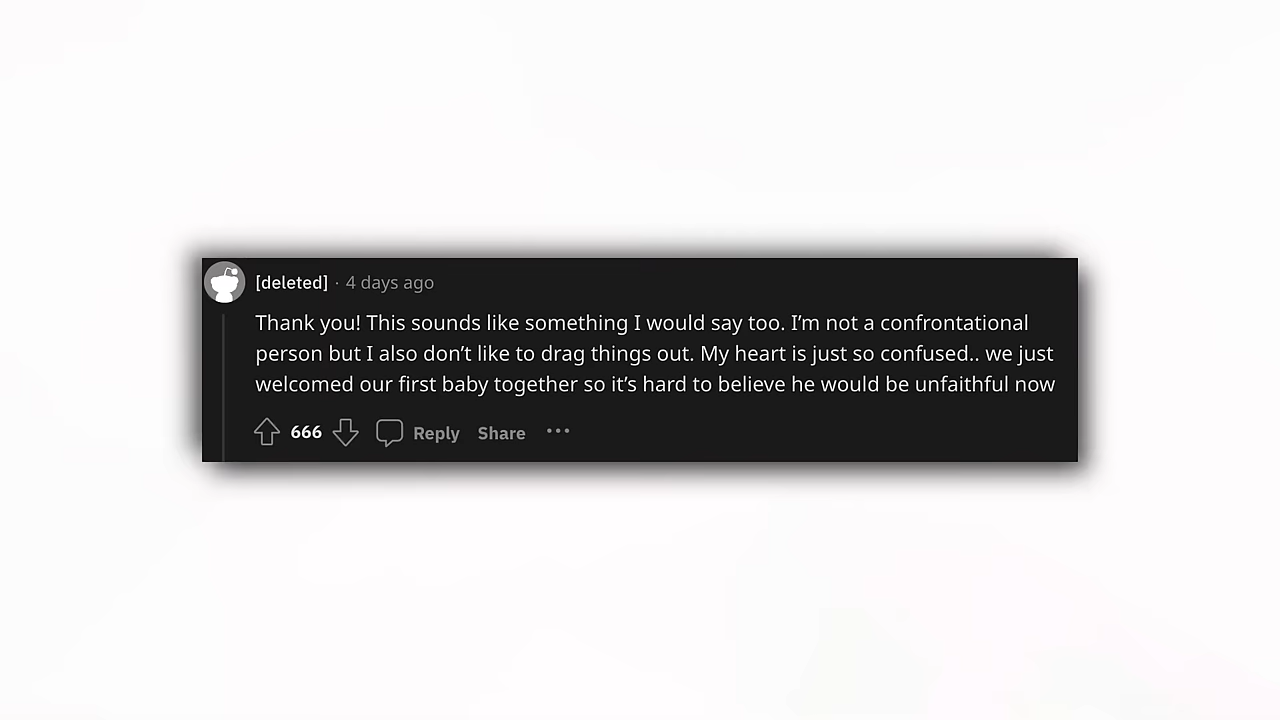 [deleted] · 4 days ago
Thank you! This sounds like something I would say too. I’m not a confrontational
person but I also don’t like to drag things out. My heart is just so confused.. we just
welcomed our first baby together so it’s hard to believe he would be unfaithful now
666 Reply Share ···